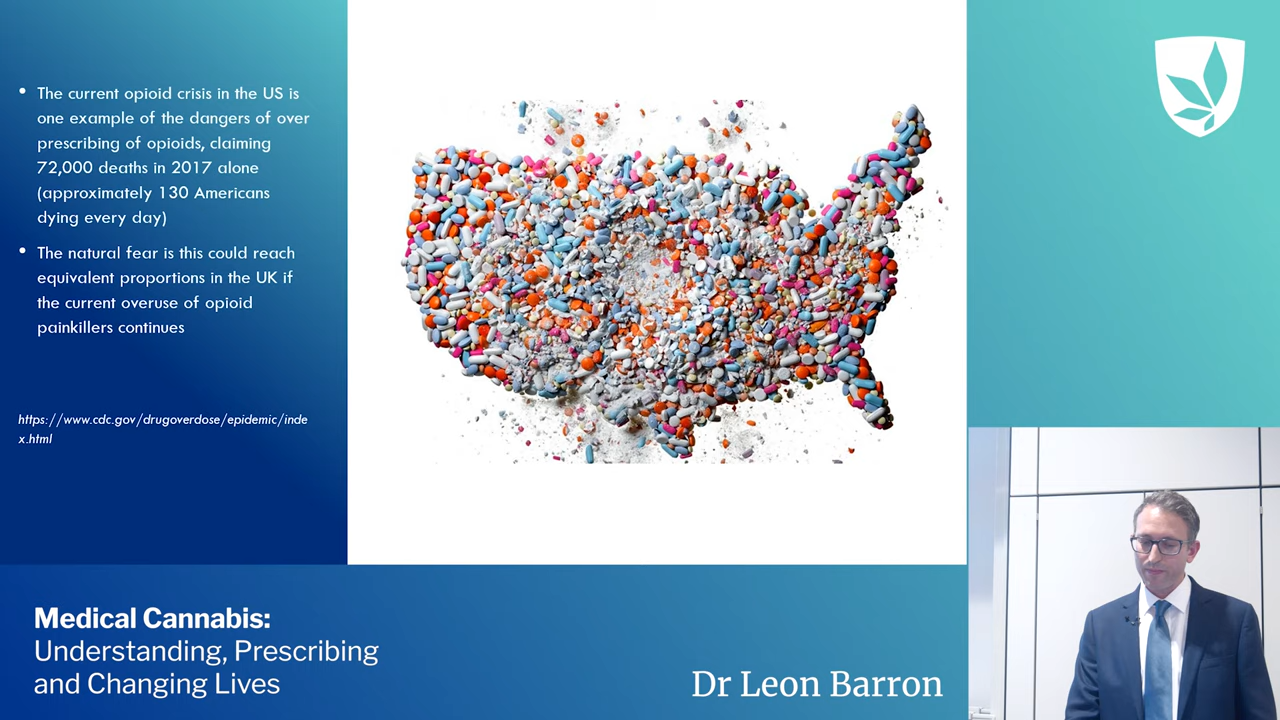 • The current opioid crisis in the US is
one example of the dangers of over
prescribing of opioids, claiming
72,000 deaths in 2017 alone
(approximately 130 Americans
dying every day)
• The natural fear is this could reach
equivalent proportions in the UK if
the current overuse of opioid
painkillers continues
https://www.cdc.gov/drugoverdose/epidemic/inde
x.html
Medical Cannabis:
Understanding, Prescribing
and Changing Lives
Dr Leon Barron